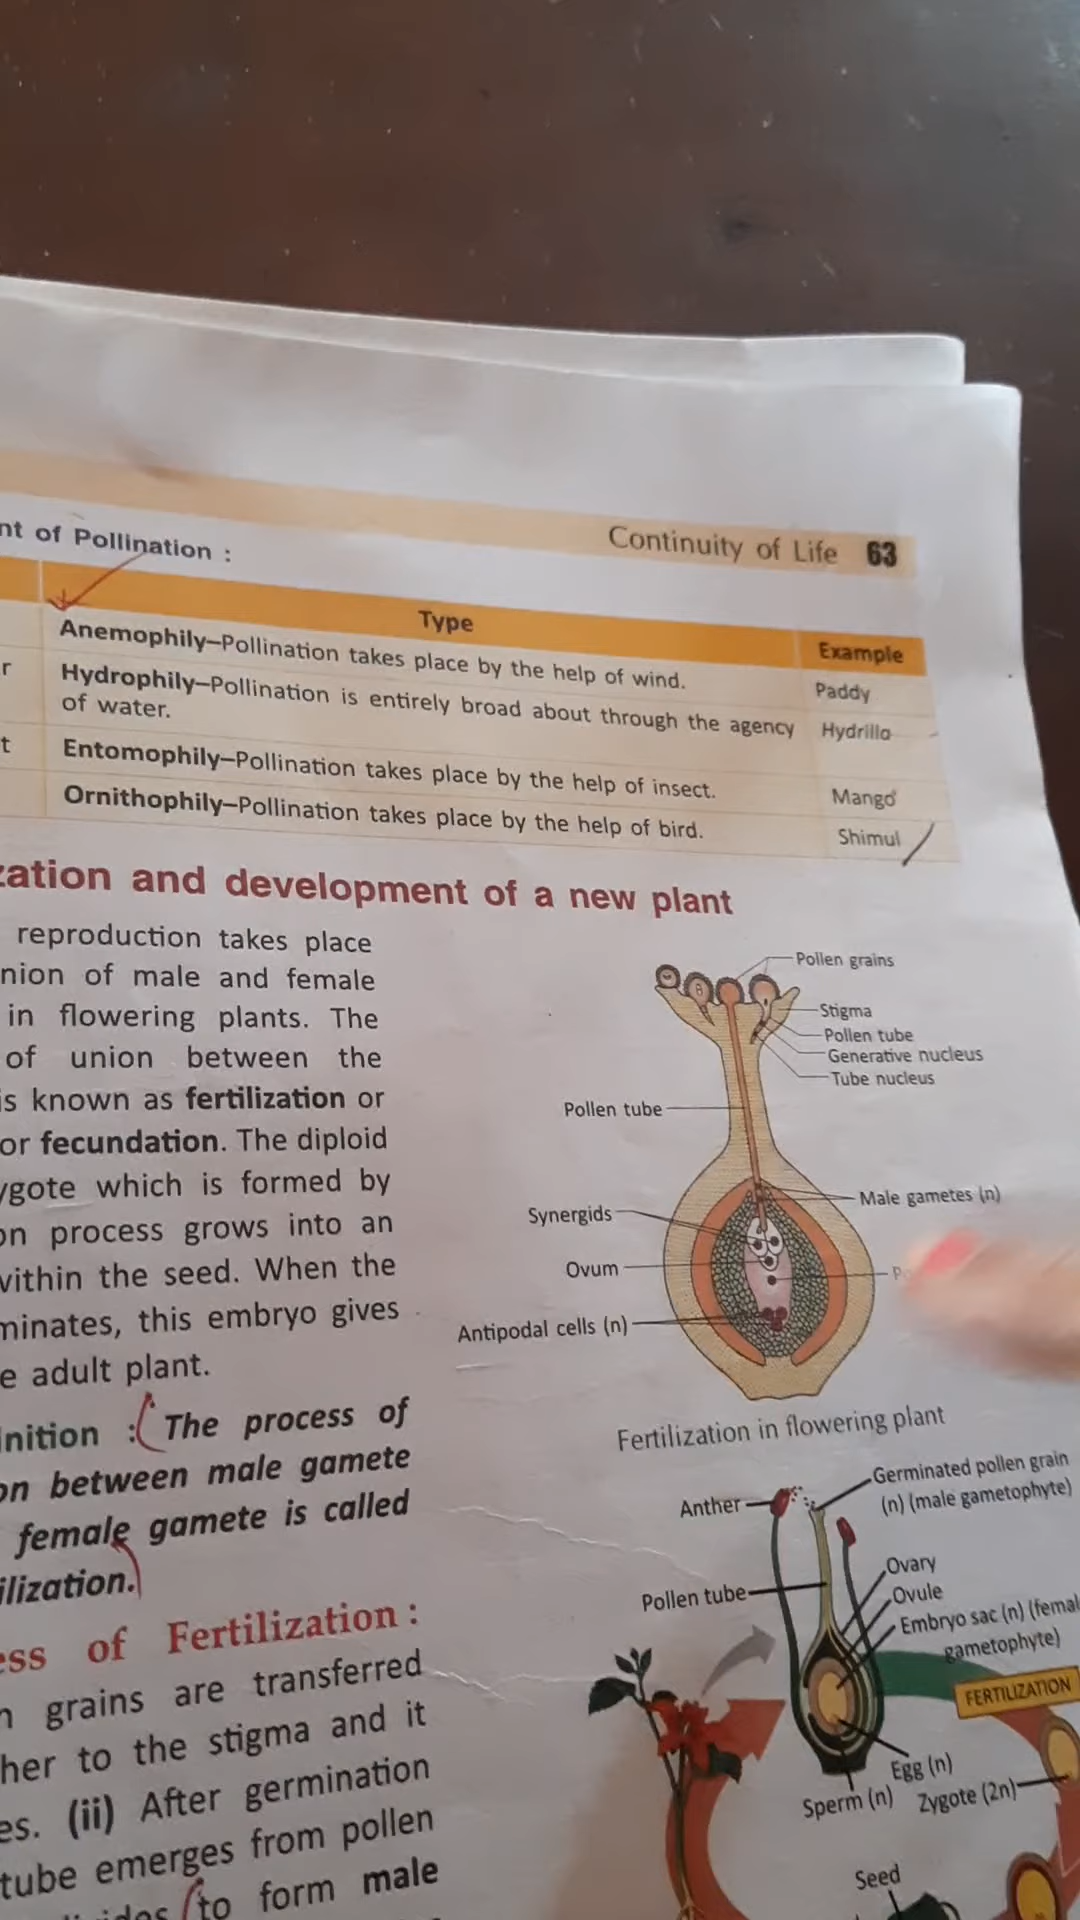 Continuity of Life 63
nt of Pollination :
Type
Example
Anemophily–Pollination takes place by the help of wind.
Paddy
r
Hydrophily–Pollination is entirely broad about through the agency
of water.
Hydrilla
t
Entomophily–Pollination takes place by the help of insect.
Mango
Ornithophily–Pollination takes place by the help of bird.
Shimul
zation and development of a new plant
reproduction takes place
nion of male and female
in flowering plants. The
of union between the
is known as fertilization or
or fecundation. The diploid
ygote which is formed by
on process grows into an
within the seed. When the
minates, this embryo gives
e adult plant.
inition : The process of
on between male gamete
female gamete is called
ilization.
ess of Fertilization :
n grains are transferred
her to the stigma and it
es. (ii) After germination
tube emerges from pollen
to form male
Pollen grains
Stigma
Pollen tube
Generative nucleus
Tube nucleus
Pollen tube
Male gametes (n)
Synergids
Ovum
Antipodal cells (n)
Fertilization in flowering plant
Germinated pollen grain
(n) (male gametophyte)
Anther
Ovary
Ovule
Pollen tube
Embryo sac (n) (femal
gametophyte)
FERTILIZATION
Egg (n)
Sperm (n)
Zygote (2n)
Seed